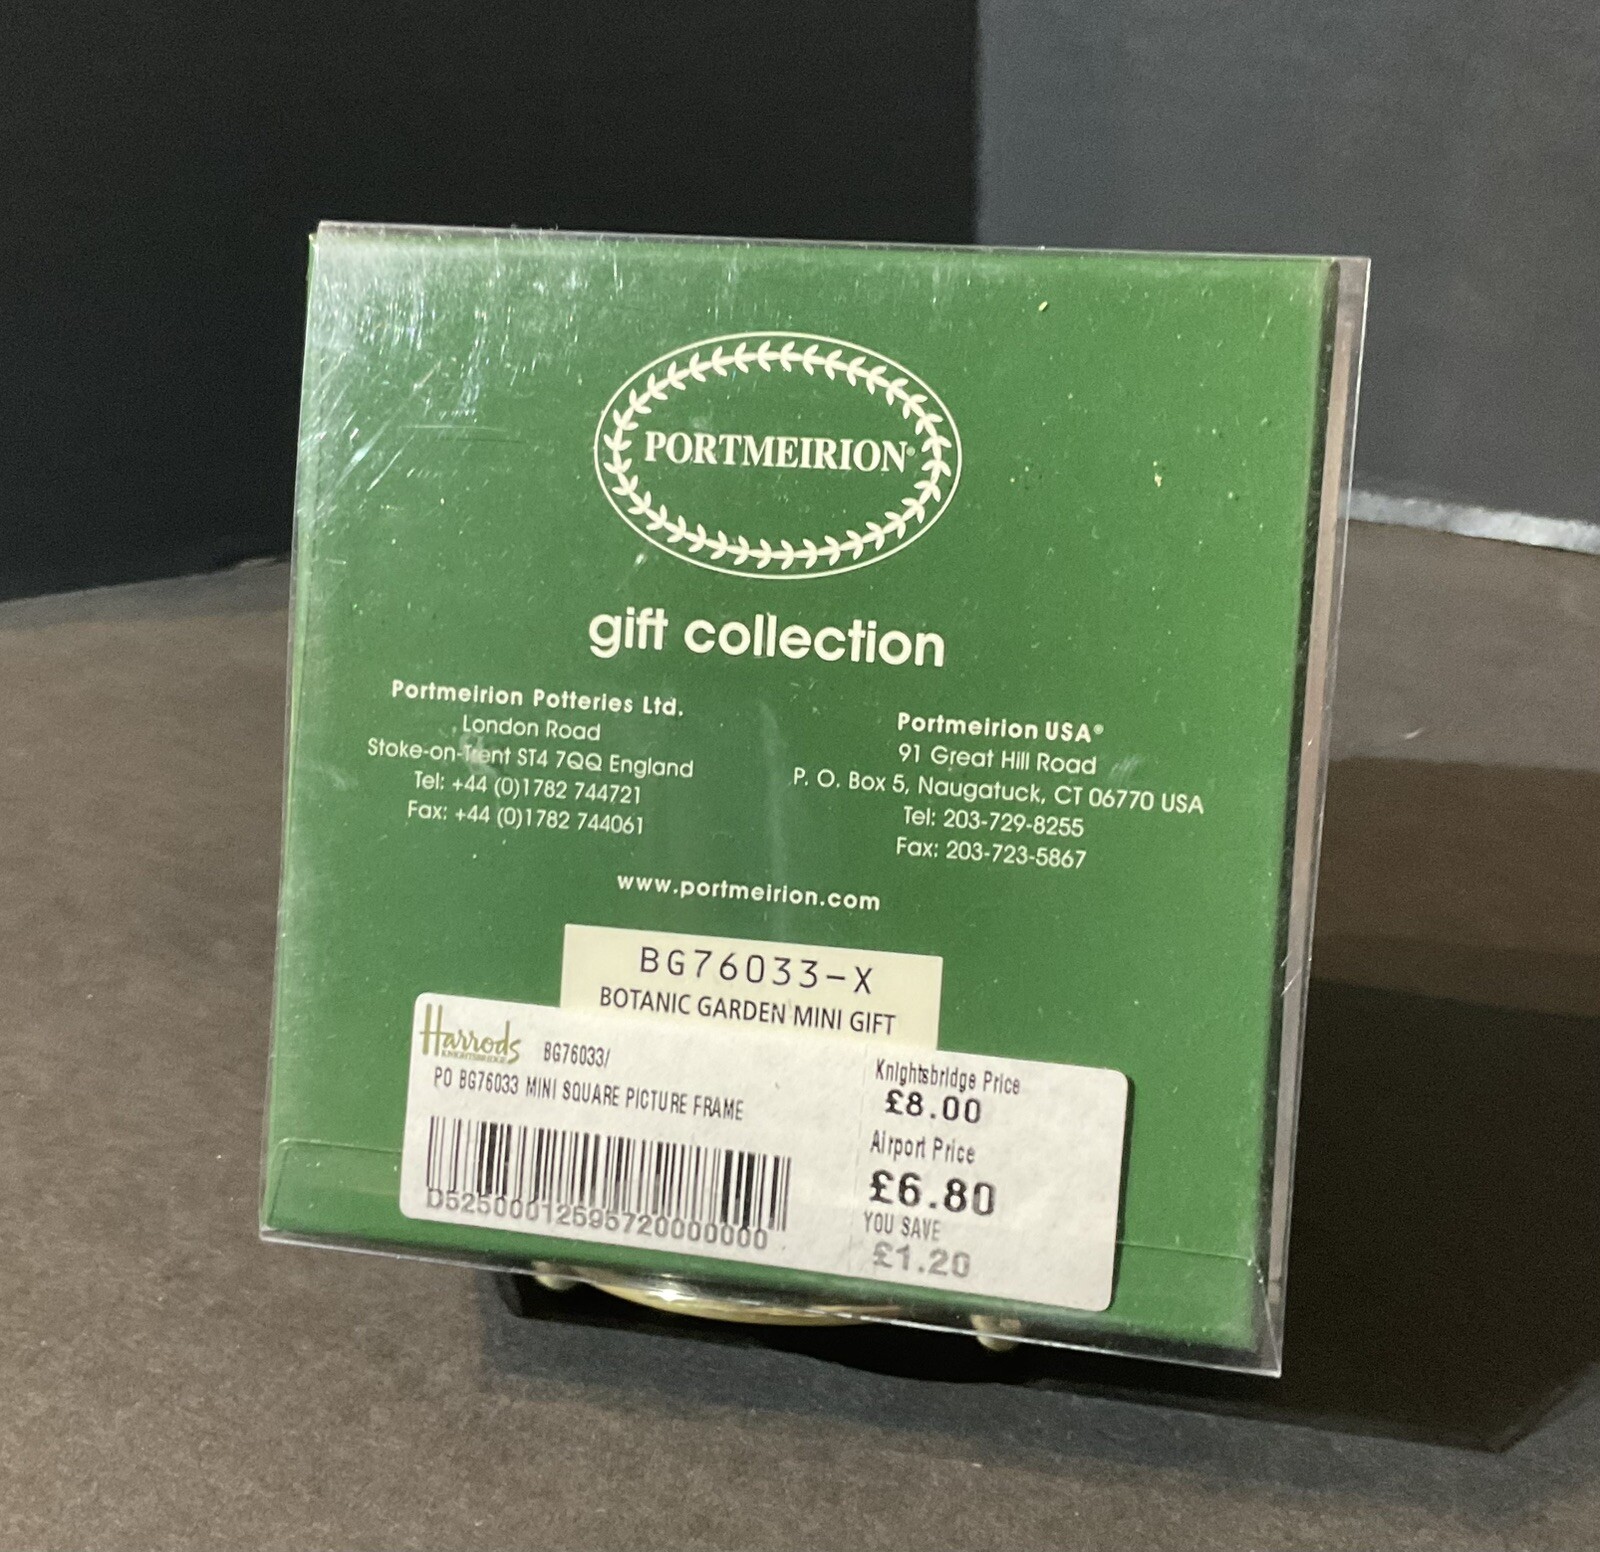 PORTMEIRION®
gift collection
Portmeirion Potteries Ltd.
London Road
Stoke-on-Trent ST4 7QQ England
Tel: +44 (0)1782 744721
Fax: +44 (0)1782 744061
Portmeirion USA®
91 Great Hill Road
P. O. Box 5, Naugatuck, CT 06770 USA
Tel: 203-729-8255
Fax: 203-723-5867
www.portmeirion.com
BG76033-X
BOTANIC GARDEN MINI GIFT
Harrods
KNIGHTSBRIDGE
BG76033/
PO BG76033 MINI SQUARE PICTURE FRAME
D52500012695720000000
Knightsbridge Price
£8.00
Airport Price
£6.80
YOU SAVE
£1.20